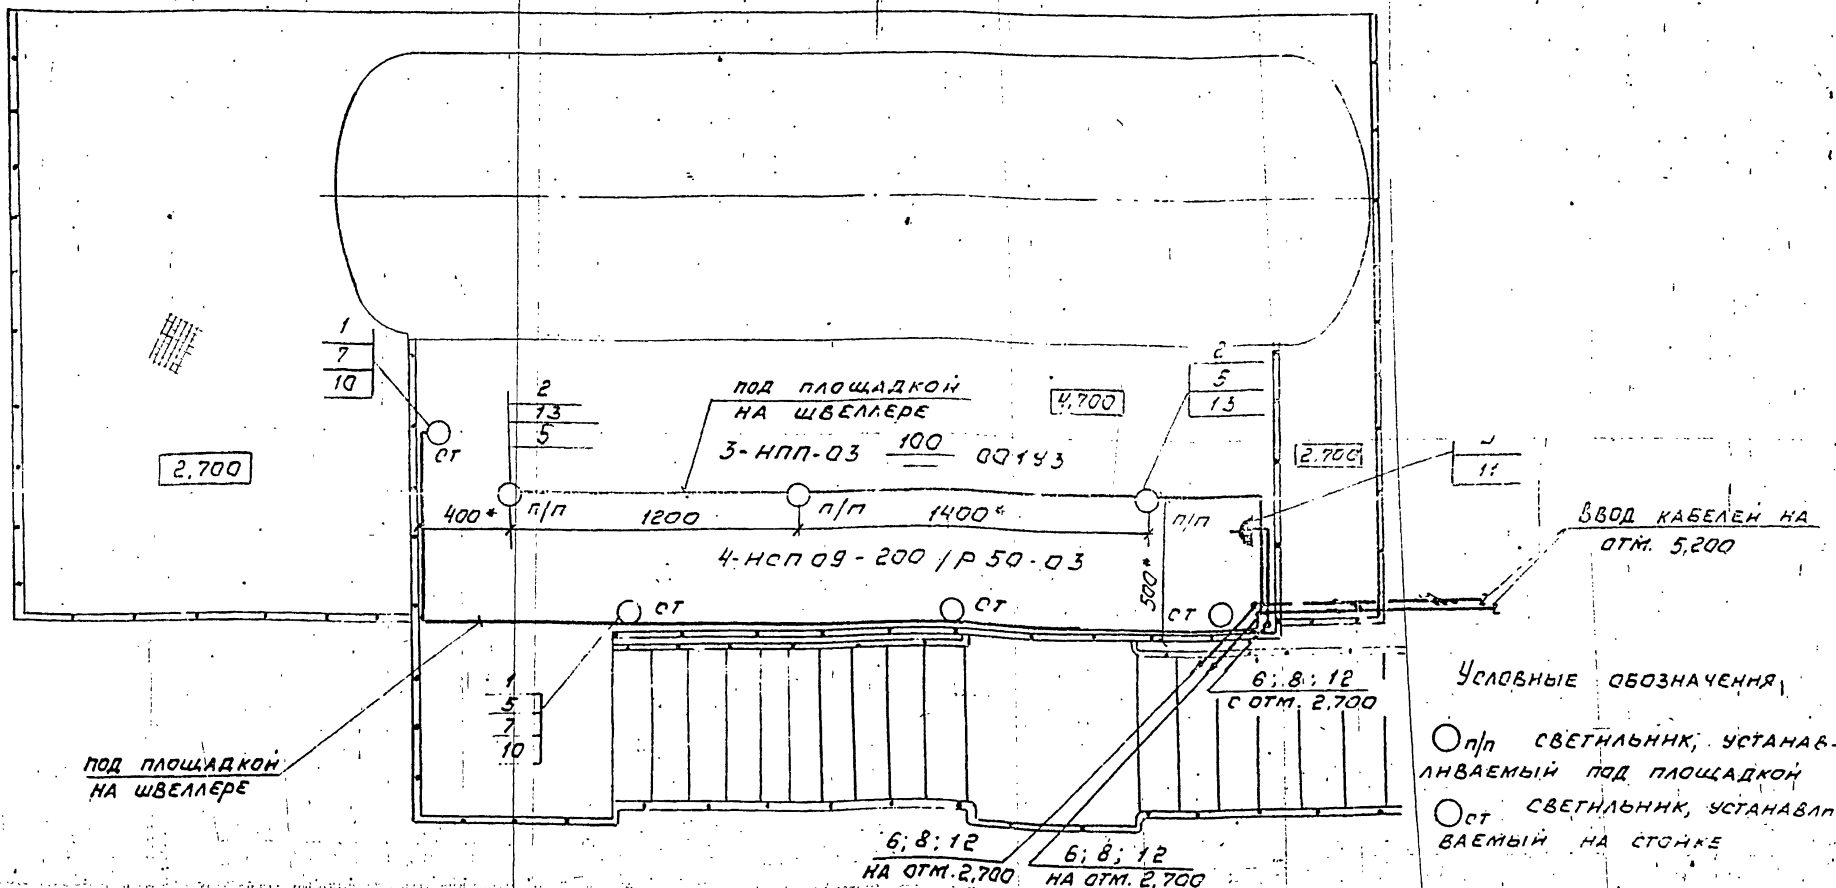 1
7
10
СТ
2,700
2
13
5
ПОД ПЛОЩАДКОЙ
НА ШВЕЛЛЕРЕ
3-НПП-03 100 001У3
4,700
2
5
13
2.700
11
400*
п/п
1200
п/п
1400*
п/п
500*
4-НСП 09-200 /Р 50-03
ВВОД КАБЕЛЕЙ НА
ОТМ. 5,200
СТ
СТ
СТ
1
5
7
10
ПОД ПЛОЩАДКОЙ
НА ШВЕЛЛЕРЕ
6; 8; 12
С ОТМ. 2,700
6; 8; 12
НА ОТМ. 2,700
6; 8; 12
НА ОТМ. 2,700
УСЛОВНЫЕ ОБОЗНАЧЕНИЯ
п/п СВЕТИЛЬНИК, УСТАНАВ-
ЛИВАЕМЫЙ ПОД ПЛОЩАДКОЙ
СТ СВЕТИЛЬНИК, УСТАНАВЛИ
ВАЕМЫЙ НА СТОЙКЕ